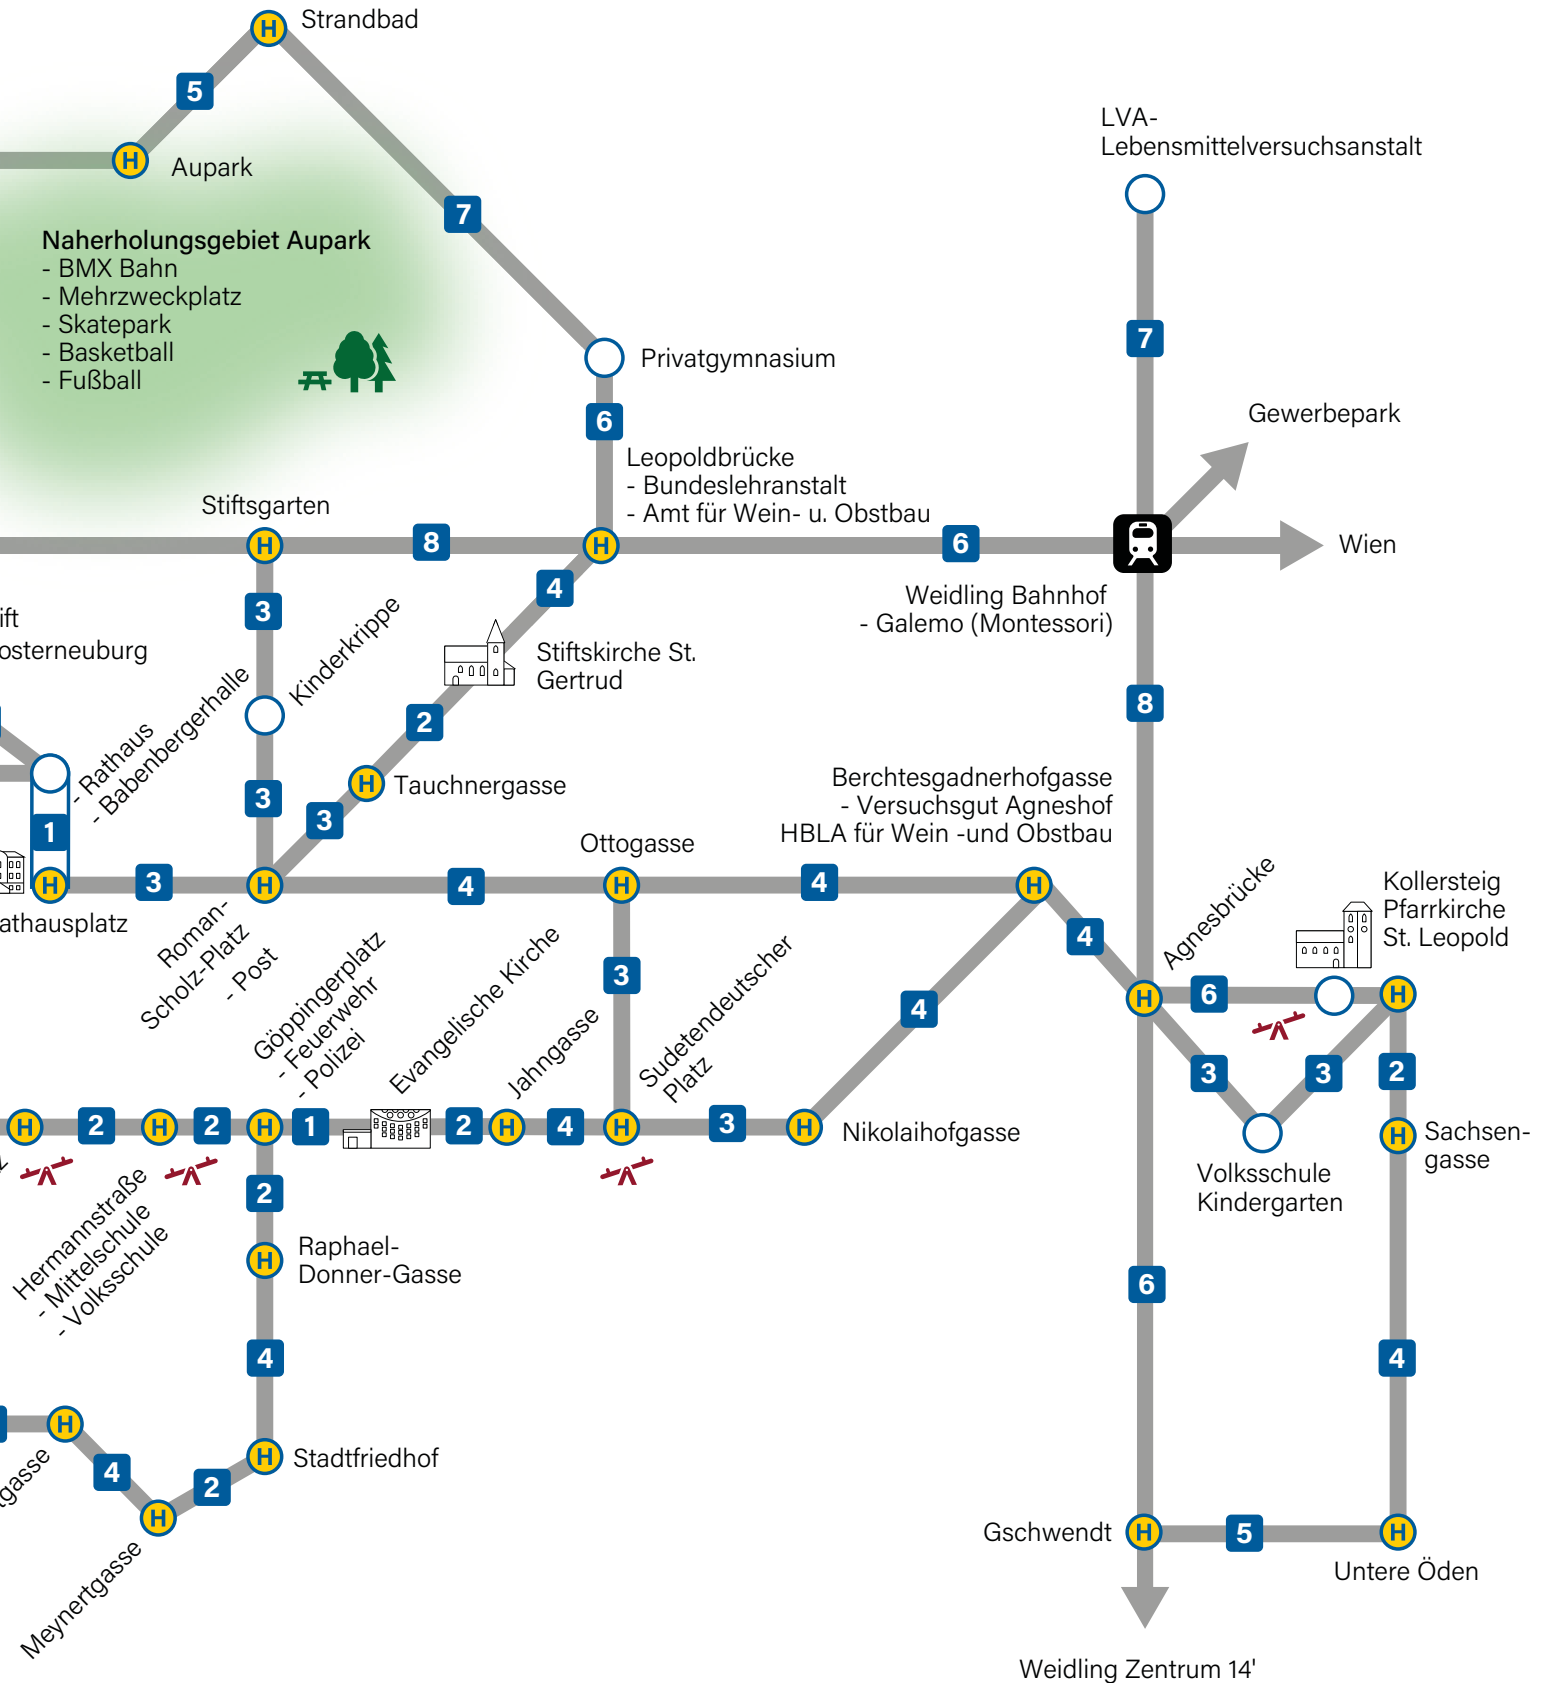 H
Strandbad
5
H
Aupark
LVA-
Lebensmittelversuchsanstalt
7
Naherholungsgebiet Aupark
- BMX Bahn
- Mehrzweckplatz
- Skatepark
- Basketball
- Fußball
Privatgymnasium
7
6
Gewerbepark
Leopoldbrücke
- Bundeslehranstalt
- Amt für Wein- u. Obstbau
Stiftsgarten
H
8
H
6
Wien
Weidling Bahnhof
- Galemo (Montessori)
4
3
ift
osterneuburg
Kinderkrippe
Stiftskirche St.
Gertrud
- Rathaus
- Babenbergerhalle
2
8
H
Tauchnergasse
3
3
1
Berchtesgadnerhofgasse
- Versuchsgut Agneshof
HBLA für Wein -und Obstbau
Ottogasse
H
3
H
4
H
4
H
athausplatz
Roman-
Scholz-Platz
- Post
4
Agnesbrücke
Kollersteig
Pfarrkirche
St. Leopold
H
6
H
3
4
Göppingerplatz
- Feuerwehr
- Polizei
Evangelische Kirche
Jahngasse
Sudetendeutscher
Platz
3
3
2
H
2
H
2
H
1
2
H
4
H
3
H
Nikolaihofgasse
H
Sachsen-
gasse
Volksschule
Kindergarten
Hermannstraße
- Mittelschule
- Volksschule
2
H
Raphael-
Donner-Gasse
6
4
4
H
4
tgasse
H
Stadtfriedhof
2
H
Meynertgasse
Gschwendt
H
5
H
Untere Öden
Weidling Zentrum 14'